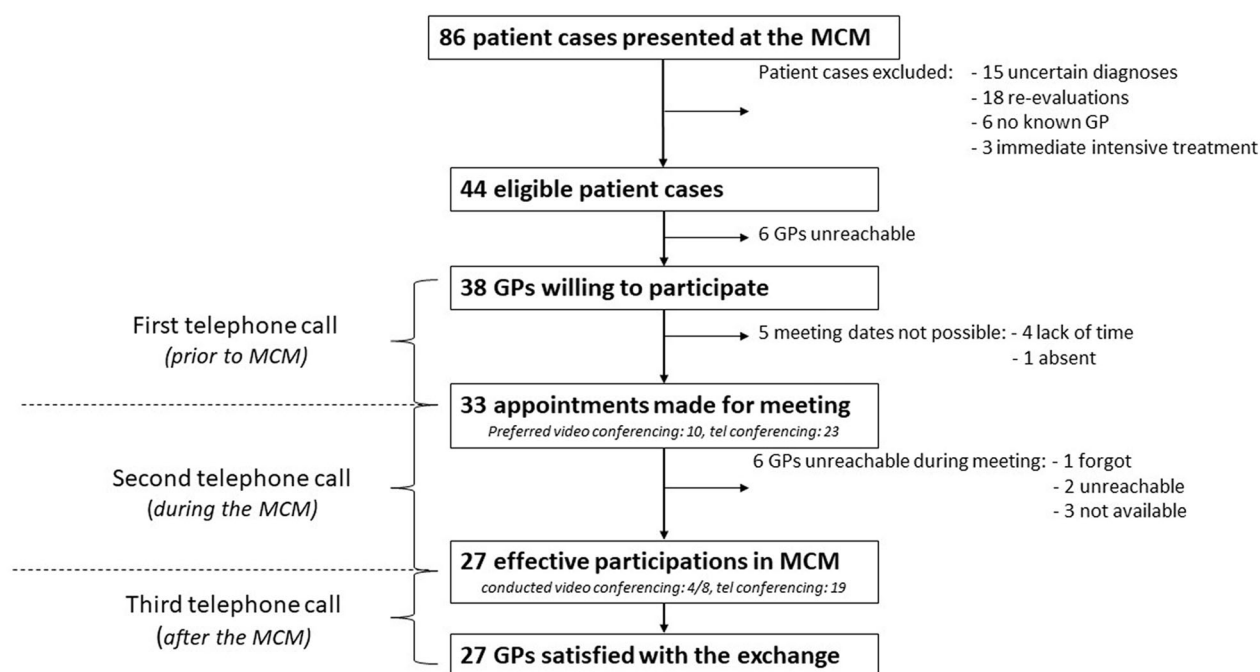 86 patient cases presented at the MCM
Patient cases excluded: - 15 uncertain diagnoses
- 18 re-evaluations
- 6 no known GP
- 3 immediate intensive treatment
44 eligible patient cases
6 GPs unreachable
38 GPs willing to participate
First telephone call
(prior to MCM)
5 meeting dates not possible: - 4 lack of time
- 1 absent
33 appointments made for meeting
Preferred video conferencing: 10, tel conferencing: 23
6 GPs unreachable during meeting: - 1 forgot
- 2 unreachable
- 3 not available
Second telephone call
(during the MCM)
27 effective participations in MCM
conducted video conferencing: 4/8, tel conferencing: 19
Third telephone call
(after the MCM)
27 GPs satisfied with the exchange